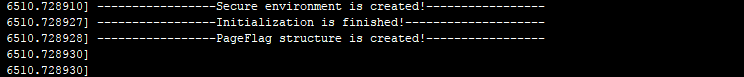 6510.728910] -----------------Secure environment is created!-----------------
6510.728927] -----------------Initialization is finished!--------------------
6510.728928] -----------------PageFlag structure is created!-----------------
6510.728930]
6510.728930]